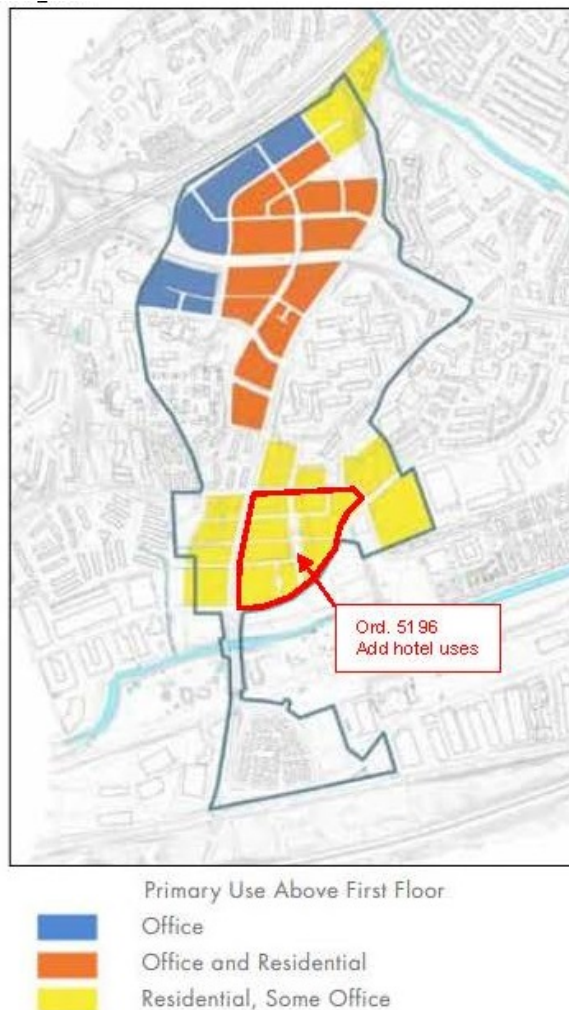 Ord. 5196
Add hotel uses
Primary Use Above First Floor
Office
Office and Residential
Residential, Some Office